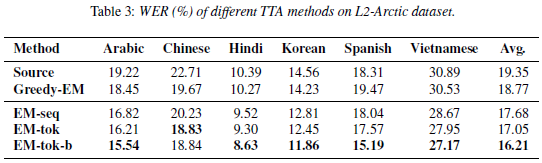 Table 3: WER (%) of different TTA methods on L2-Arctic dataset.
Method Arabic Chinese Hindi Korean Spanish Vietnamese Avg.
Source 19.22 22.71 10.39 14.56 18.31 30.89 19.35
Greedy-EM 18.45 19.67 10.27 14.23 19.47 30.53 18.77
EM-seq 16.82 20.23 9.52 12.81 18.04 28.67 17.68
EM-tok 16.21 18.83 9.30 12.45 17.57 27.95 17.05
EM-tok-b 15.54 18.84 8.63 11.86 15.19 27.17 16.21